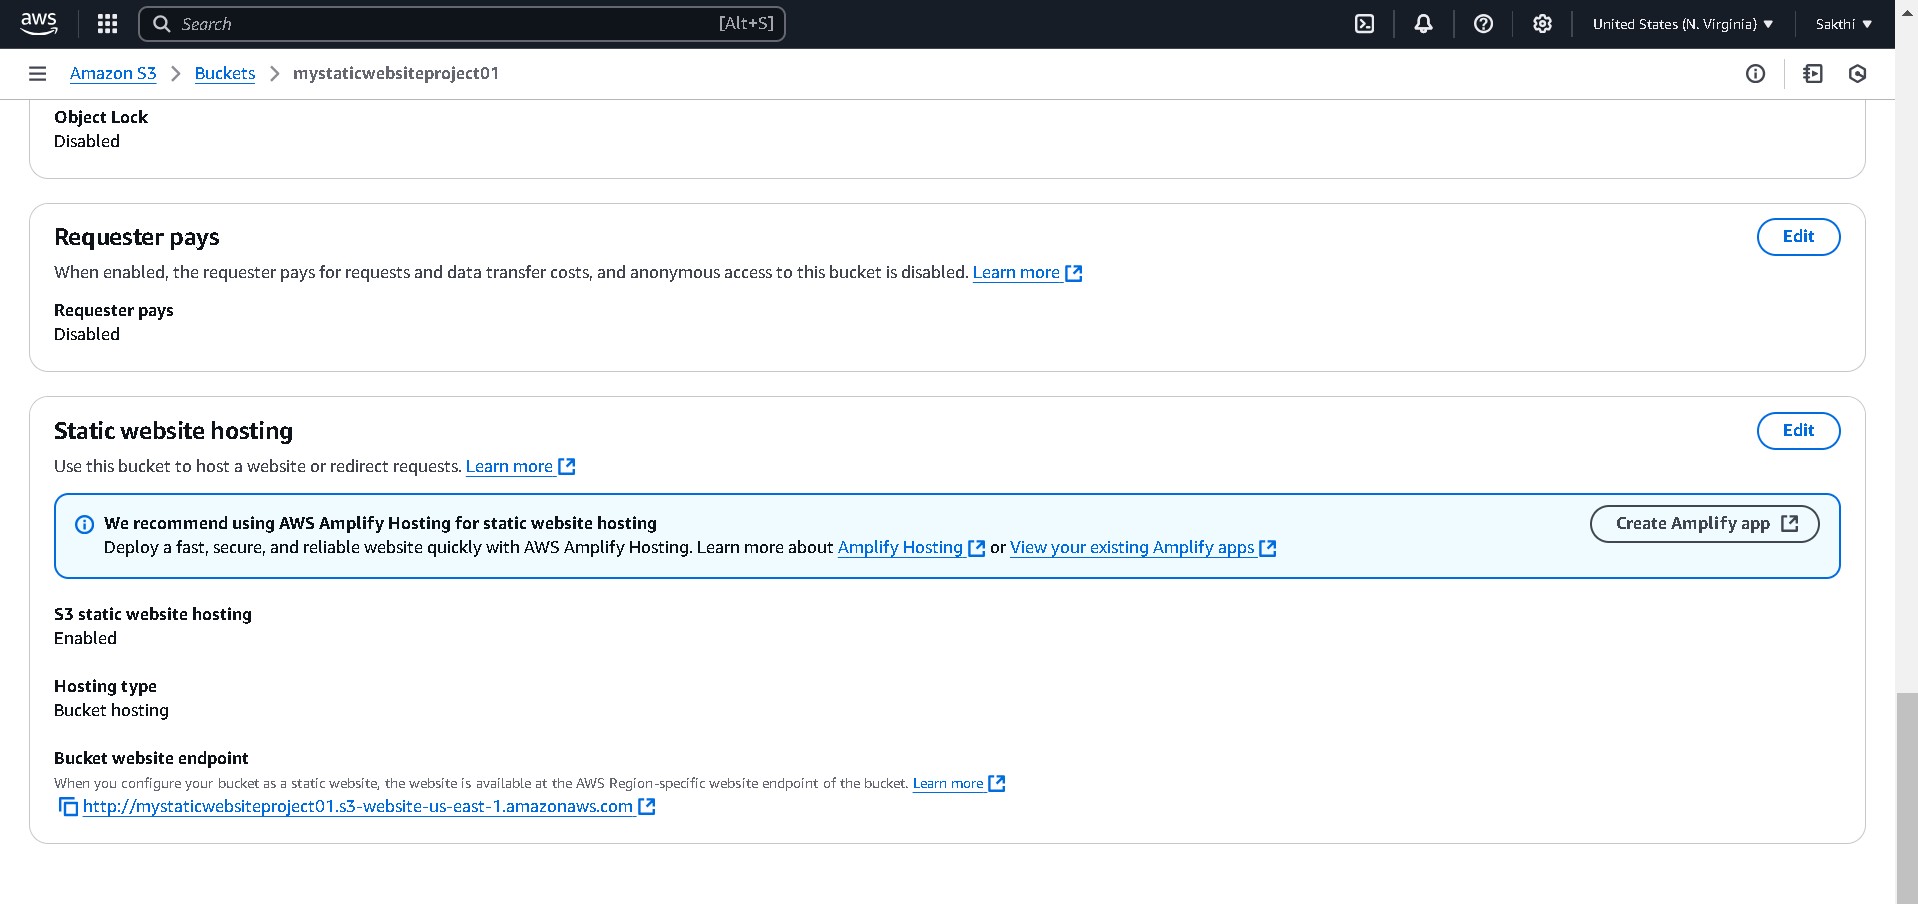 aws
Search [Alt+S]
United States (N. Virginia)
Sakthi
Amazon S3
Buckets
mystaticwebsiteproject01
Object Lock
Disabled
Requester pays
Edit
When enabled, the requester pays for requests and data transfer costs, and anonymous access to this bucket is disabled. Learn more
Requester pays
Disabled
Static website hosting
Edit
Use this bucket to host a website or redirect requests. Learn more
We recommend using AWS Amplify Hosting for static website hosting
Create Amplify app
Deploy a fast, secure, and reliable website quickly with AWS Amplify Hosting. Learn more about Amplify Hosting or View your existing Amplify apps
S3 static website hosting
Enabled
Hosting type
Bucket hosting
Bucket website endpoint
When you configure your bucket as a static website, the website is available at the AWS Region-specific website endpoint of the bucket. Learn more
http://mystaticwebsiteproject01.s3-website-us-east-1.amazonaws.com